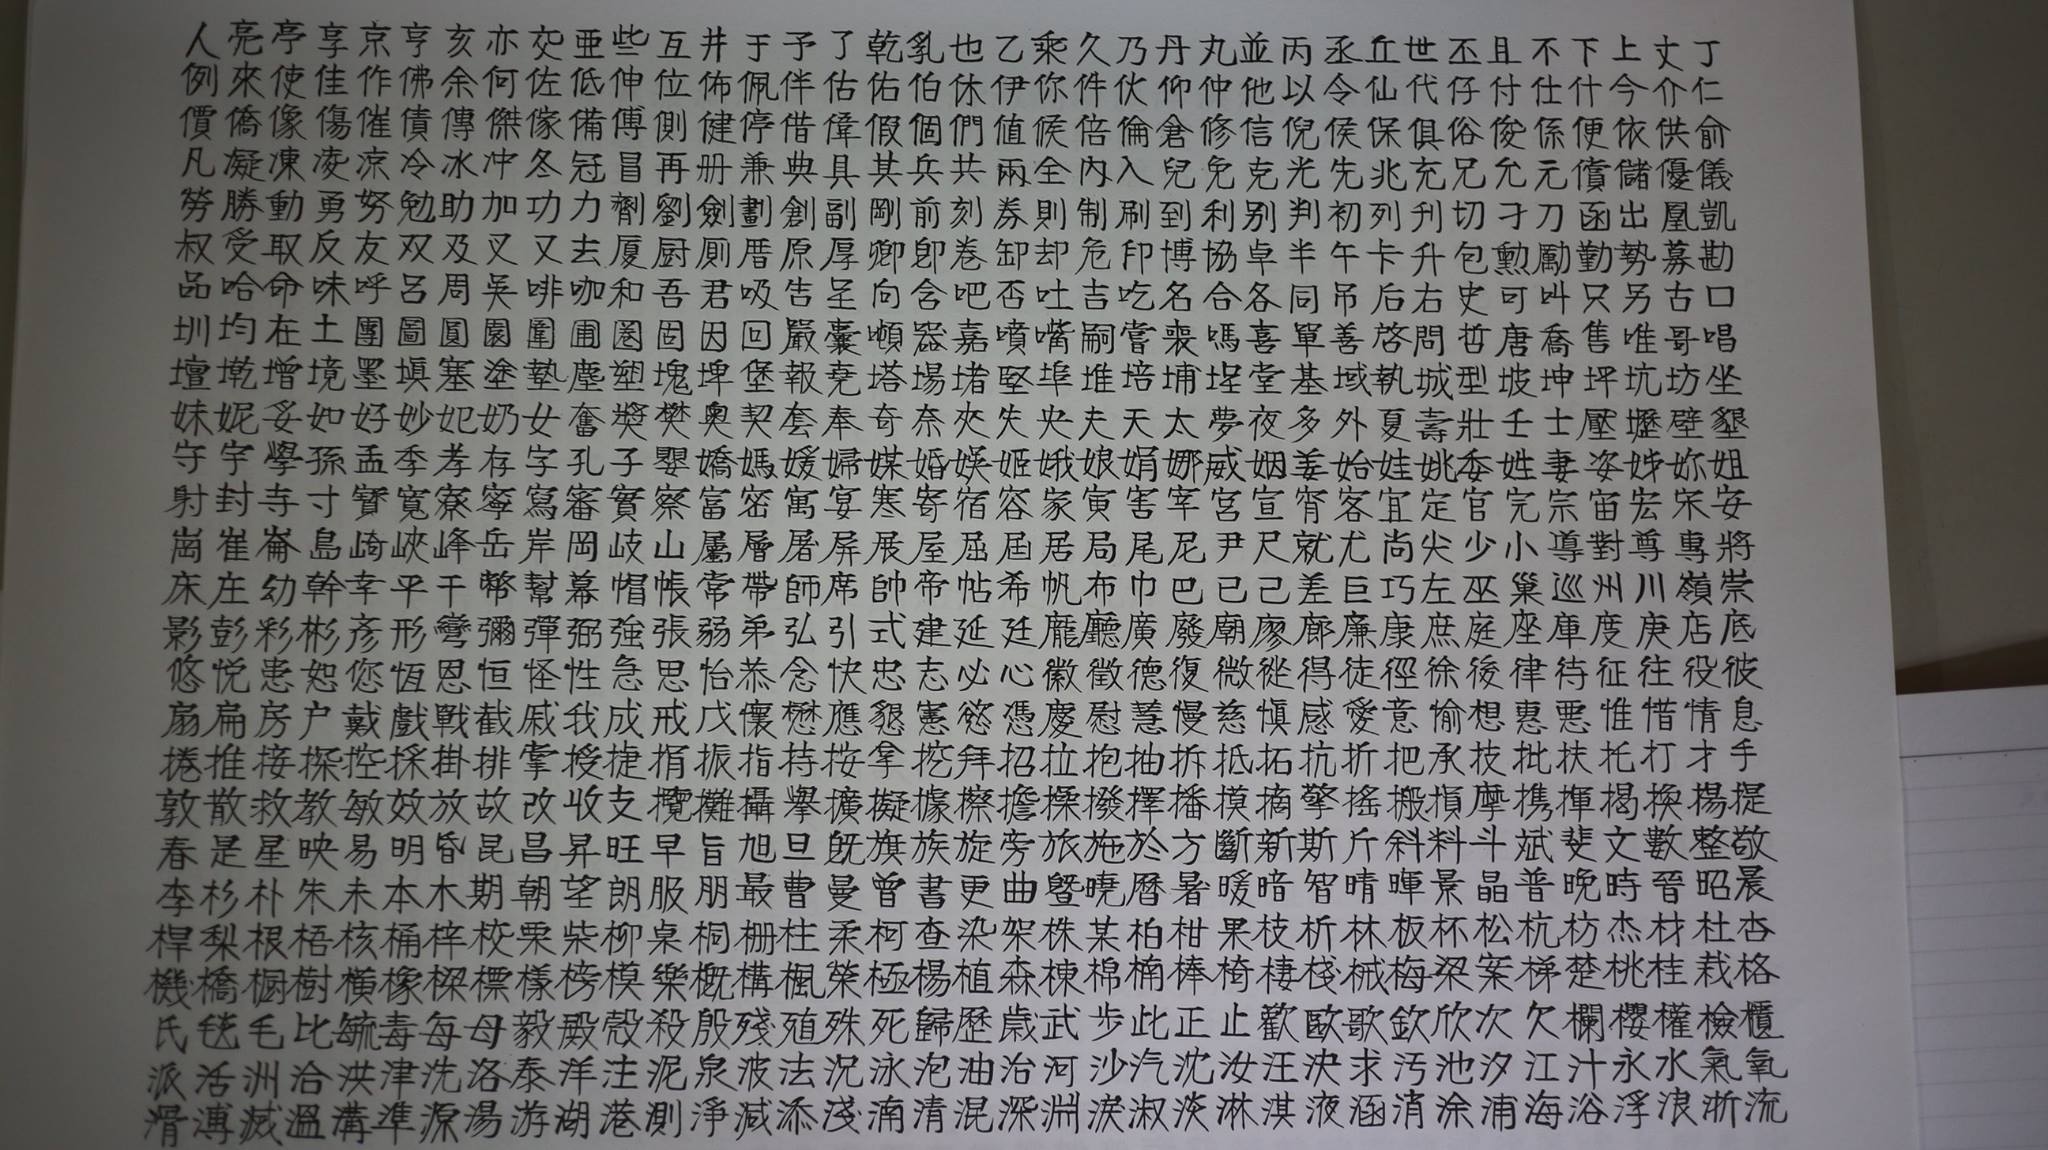 丁丈上下不且丕世丘丞丙並丸丹乃久乘乙也乳乾了予于井互些亞交亦亥亨京享亭亮人
仁介今什仕付仔代仙令以他仲仰伙件你伊休伯佑估伴佩佈位伸低佐何余佛作佳使來例
俞供依便係俊俗俱保侯倪信修倉倫倍候值們個假偉借停健側傅備傢傑傳債催傷像僑價
儀優儲償元允兄充兆先光克免兒入內全兩共兵其具典兼冊再冒冠冬冲冰冷凉凌凍凝凡
凱凰函出刀刁切刊列初判別利到刷制則券刻前剛副創劃劍劉劑力功加助勉努勇動勝勞
勘募勢勤勵勳包升卡午半卓協博印危却卸卷卽卿厚原厝厠厨厦去又叉及双友反取受叔
口古另只叫可史右后吊同各合名吃吉吐否吧含向呈告吸君吾和咖啡吳周呂呼味命哈品
唱哥唯售喬唐哲問啓善單喜嗎喪嘗嗣嘴噴嘉器囊嚴回因固圈圃圍園圓圖團土在均圳
坐坊坑坪坤坡型城執域基堂埕埔培堆埠堅堵場塔堯報堡埤塊塑塵墊塗塞塡墨境增墘壇
墾壁壢壓士壬壯壽夏外多夜夢太天夫央失夾奈奇奉套契奧樊獎奮女奶妃妙好如妥妮妹
姐妳姊姿妻姓委姚娃始姜姻威娜娟娘娥姬娛婚媒婦媛媽嬌嬰子孔字存孝季孟孫學宇守
安宋宏宙宗完官定宜客宵宣宮宰害寅家容宿寄寒宴寓密富察實審寫寧寮寬寶寸寺封射
將專尊對導小少尖尚尤就尺尹尼尾局居屆屈屋展屏屠層屬山岐岡岸岳峰峽崎島崙崔崗
崇嶺川州巡巢巫左巧巨差己已巴巾布帆希帖帝帥席師帶常帳帽幕幫幣干平幸幹幼庄床
底店庚度庫座庭庶康廉廊廖廟廢廣廳龐廷延建式引弘弟弱張強弼彈彌彎形彥彬彩彭影
彼役往征待律後徐徑徒得從微復德徵徽心必志忠快念恭怡思急性怪恒恩恆您恕患悅悠
息情惜惟悪惠想愉意愛感愼慈慢慧慰慶憑慾憲懇應懋懷戊戒成我戚截戰戲戴户房扁扇
手才打托扶批技承把折抗拓抵拆抽抱拉招拜挖拿按持指振捐捷授掌排掛採控探接推捲
提揚換揭揮携摩損搬搖擎摘摸播擇撥操擔擦據擬擴舉攝攤攬支收改故放效敏教救散敦
敬整數文斐斌斗料斜斤斯新斷方於施旅旁旋族旗旣旦旭旨早旺昇昌昆昏明易映星是春
晨昭晉時晚普晶景暉晴智暗暖暑曆曉曁曲更書曾曼曹最朋服朗望朝期木本未朱朴杉李
杏杜材杰枋杭松杯板林析枝果柑柏某株架染查柯柔柱柵桐桌柳柴栗校梓桶核梧根梨桿
格栽桂桃楚梯案梁梅械棧棲椅棒楠棉棟森植楊極榮楓構概樂模榜樣標樑橡橫樹橱橋機
櫃檢權櫻欄欠次欣欽歌歐歡止正此步武歲歷歸死殊殖殘殷殺殼殿毅母每毒毓比毛毯氏
氧氣水永汁江汐池污求決汪汝沈汽沙河治油泡泳況法波泉泥注洋泰洛洗津洪洽洲活派
流浙浪浮浴海浦涂消涵液淇淋淡淑淚淵深混清湳淺添減淨測港湖游湯源準溝溫滅溥滑